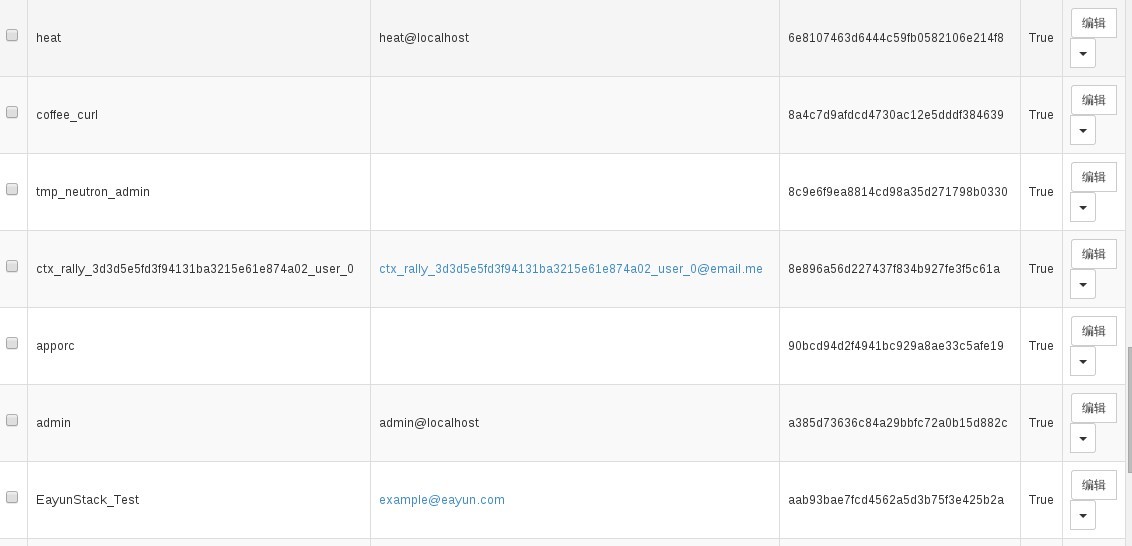 heat heat@localhost 6e8107463d6444c59fb0582106e214f8 True 编辑
coffee_curl 8a4c7d9afdcd4730ac12e5dddf384639 True 编辑
tmp_neutron_admin 8c9e6f9ea8814cd98a35d271798b0330 True 编辑
ctx_rally_3d3d5e5fd3f94131ba3215e61e874a02_user_0 ctx_rally_3d3d5e5fd3f94131ba3215e61e874a02_user_0@email.me 8e896a56d227437f834b927fe3f5c61a True 编辑
apporc 90bcd94d2f4941bc929a8ae33c5afe19 True 编辑
admin admin@localhost a385d73636c84a29bbfc72a0b15d882c True 编辑
EayunStack_Test example@eayun.com aab93bae7fcd4562a5d3b75f3e425b2a True 编辑